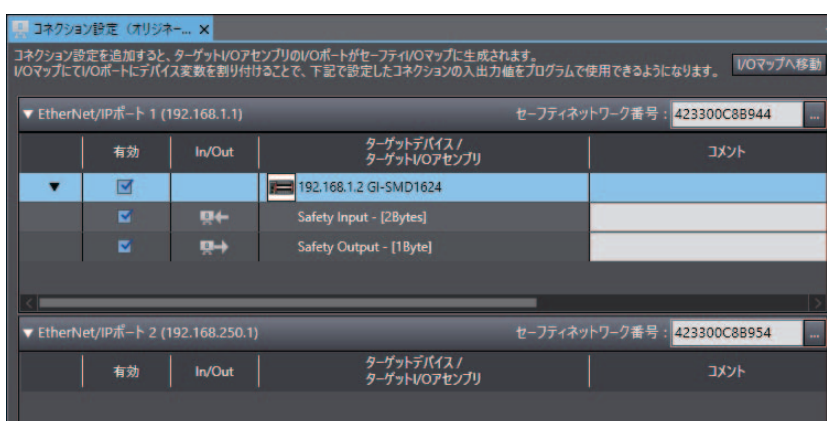 コネクション設定（オリジネー... ×
コネクション設定を追加すると、ターゲットI/OアセンブリのI/Oポートがセーフティ I/Oマップに生成されます。
I/OマップにてI/Oポートにデバイス変数を割り付けることで、下記で設定したコネクションの入出力値をプログラムで使用できるようになります。
I/Oマップへ移動
▼ EtherNet/IPポート 1 (192.168.1.1) セーフティネットワーク番号 : 423300C8B944 ...
有効 In/Out ターゲットデバイス / ターゲットI/Oアセンブリ コメント
192.168.1.2 GI-SMD1624
Safety Input - [2Bytes]
Safety Output - [1Byte]
▼ EtherNet/IPポート 2 (192.168.250.1) セーフティネットワーク番号 : 423300C8B954 ...
有効 In/Out ターゲットデバイス / ターゲットI/Oアセンブリ コメント